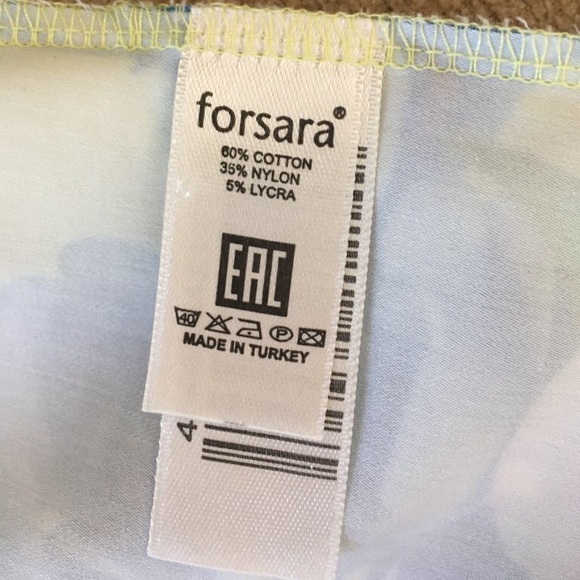 forsara®
60% COTTON
35% NYLON
5% LYCRA
EAC
40 P
MADE IN TURKEY
4